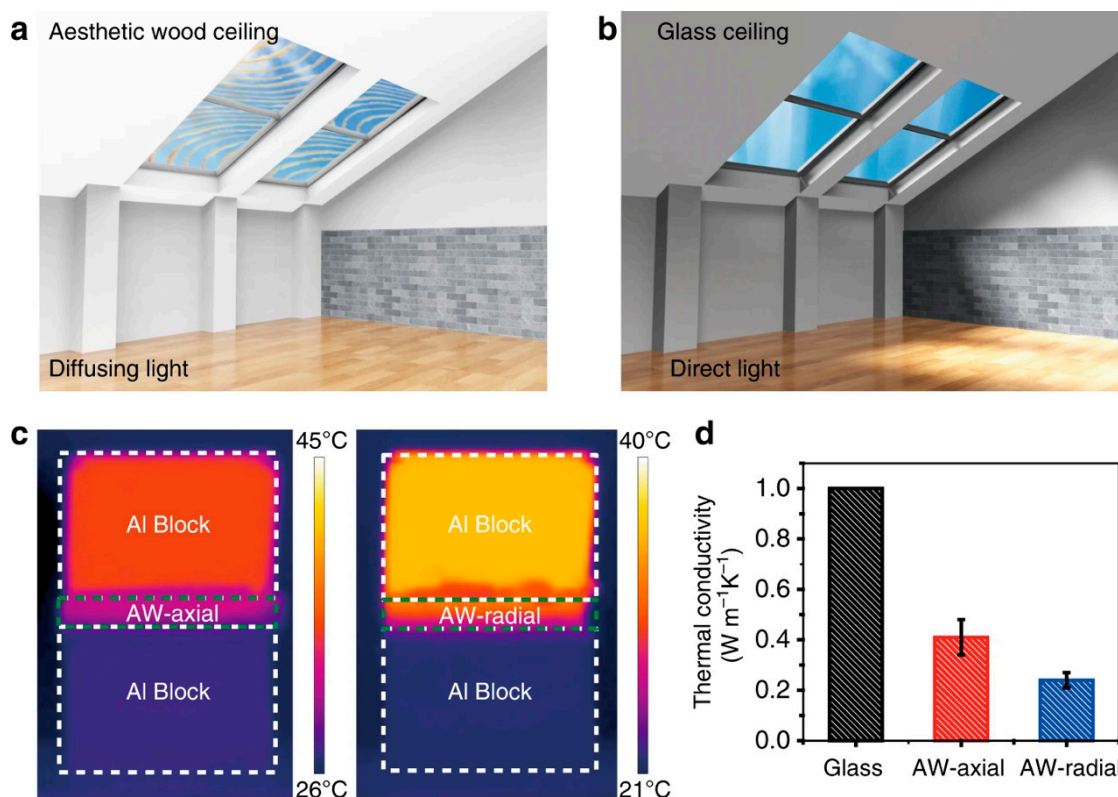 a
Aesthetic wood ceiling
Diffusing light
b
Glass ceiling
Direct light
c
45°C
Al Block
AW-axial
Al Block
26°C
40°C
Al Block
AW-radial
Al Block
21°C
d
Thermal conductivity
(W m⁻¹K⁻¹)
1.0
0.8
0.6
0.4
0.2
0.0
Glass
AW-axial
AW-radial